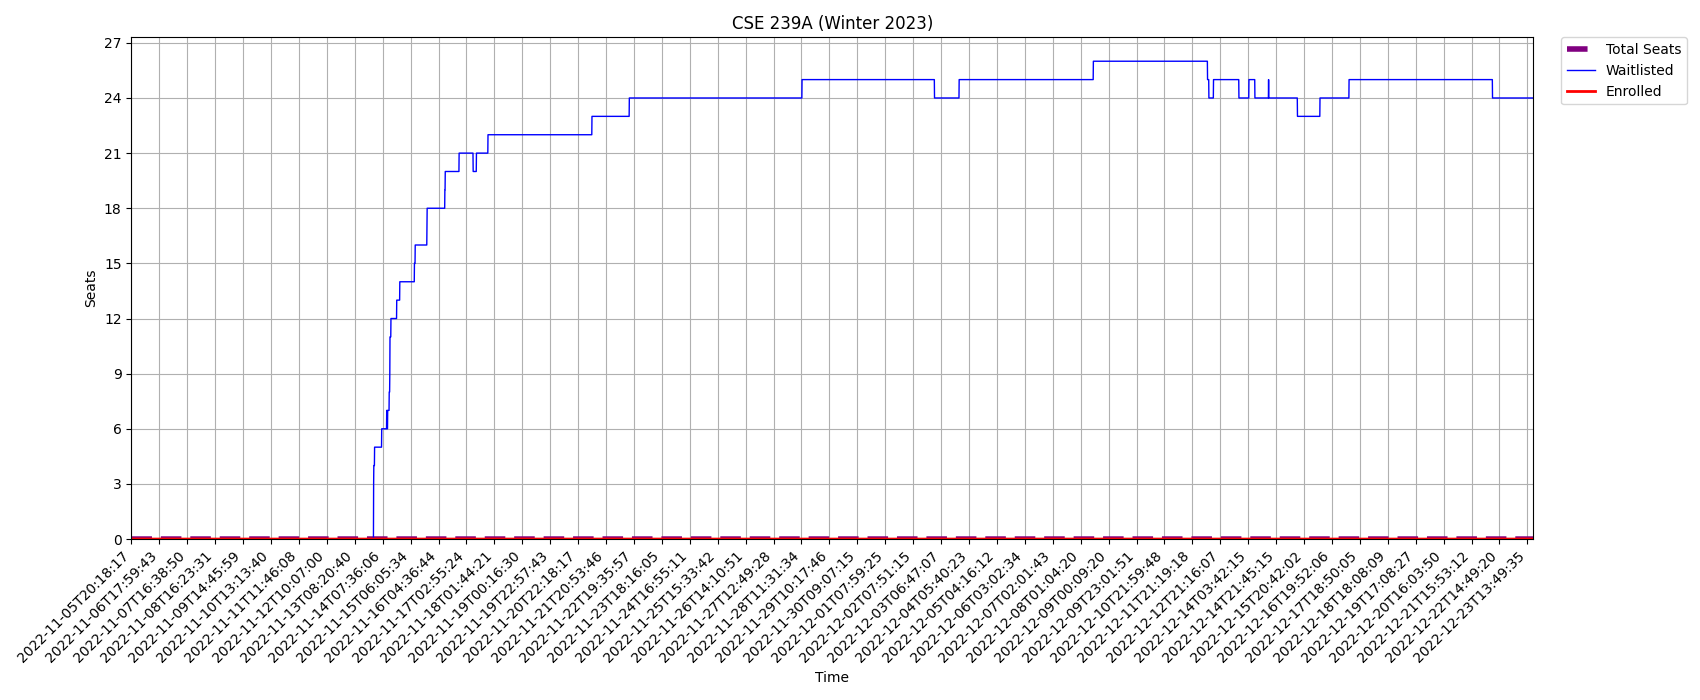 CSE 239A (Winter 2023)
Total Seats
Waitlisted
Enrolled
Seats
27
24
21
18
15
12
9
6
3
0
2022-11-05T20:18:17
2022-11-06T17:59:43
2022-11-07T16:38:50
2022-11-08T16:23:31
2022-11-09T14:45:59
2022-11-10T13:13:40
2022-11-11T11:46:08
2022-11-12T10:07:00
2022-11-13T08:20:40
2022-11-14T07:36:06
2022-11-15T06:05:34
2022-11-16T04:36:44
2022-11-17T02:55:24
2022-11-18T01:44:21
2022-11-19T00:16:30
2022-11-19T22:57:43
2022-11-20T22:18:17
2022-11-21T20:53:46
2022-11-22T19:35:57
2022-11-23T18:16:05
2022-11-24T16:55:11
2022-11-25T15:33:42
2022-11-26T14:10:51
2022-11-27T12:49:28
2022-11-28T11:31:34
2022-11-29T10:17:46
2022-11-30T09:07:15
2022-12-01T07:59:25
2022-12-02T07:51:15
2022-12-03T06:47:07
2022-12-04T05:40:23
2022-12-05T04:16:12
2022-12-06T03:02:34
2022-12-07T02:01:43
2022-12-08T01:04:20
2022-12-09T00:09:20
2022-12-09T23:01:51
2022-12-10T21:59:48
2022-12-11T21:19:18
2022-12-12T21:16:07
2022-12-14T03:42:15
2022-12-14T21:45:15
2022-12-15T20:42:02
2022-12-16T19:52:06
2022-12-17T18:50:05
2022-12-18T18:08:09
2022-12-19T17:08:27
2022-12-20T16:03:50
2022-12-21T15:53:12
2022-12-22T14:49:20
2022-12-23T13:49:35
Time